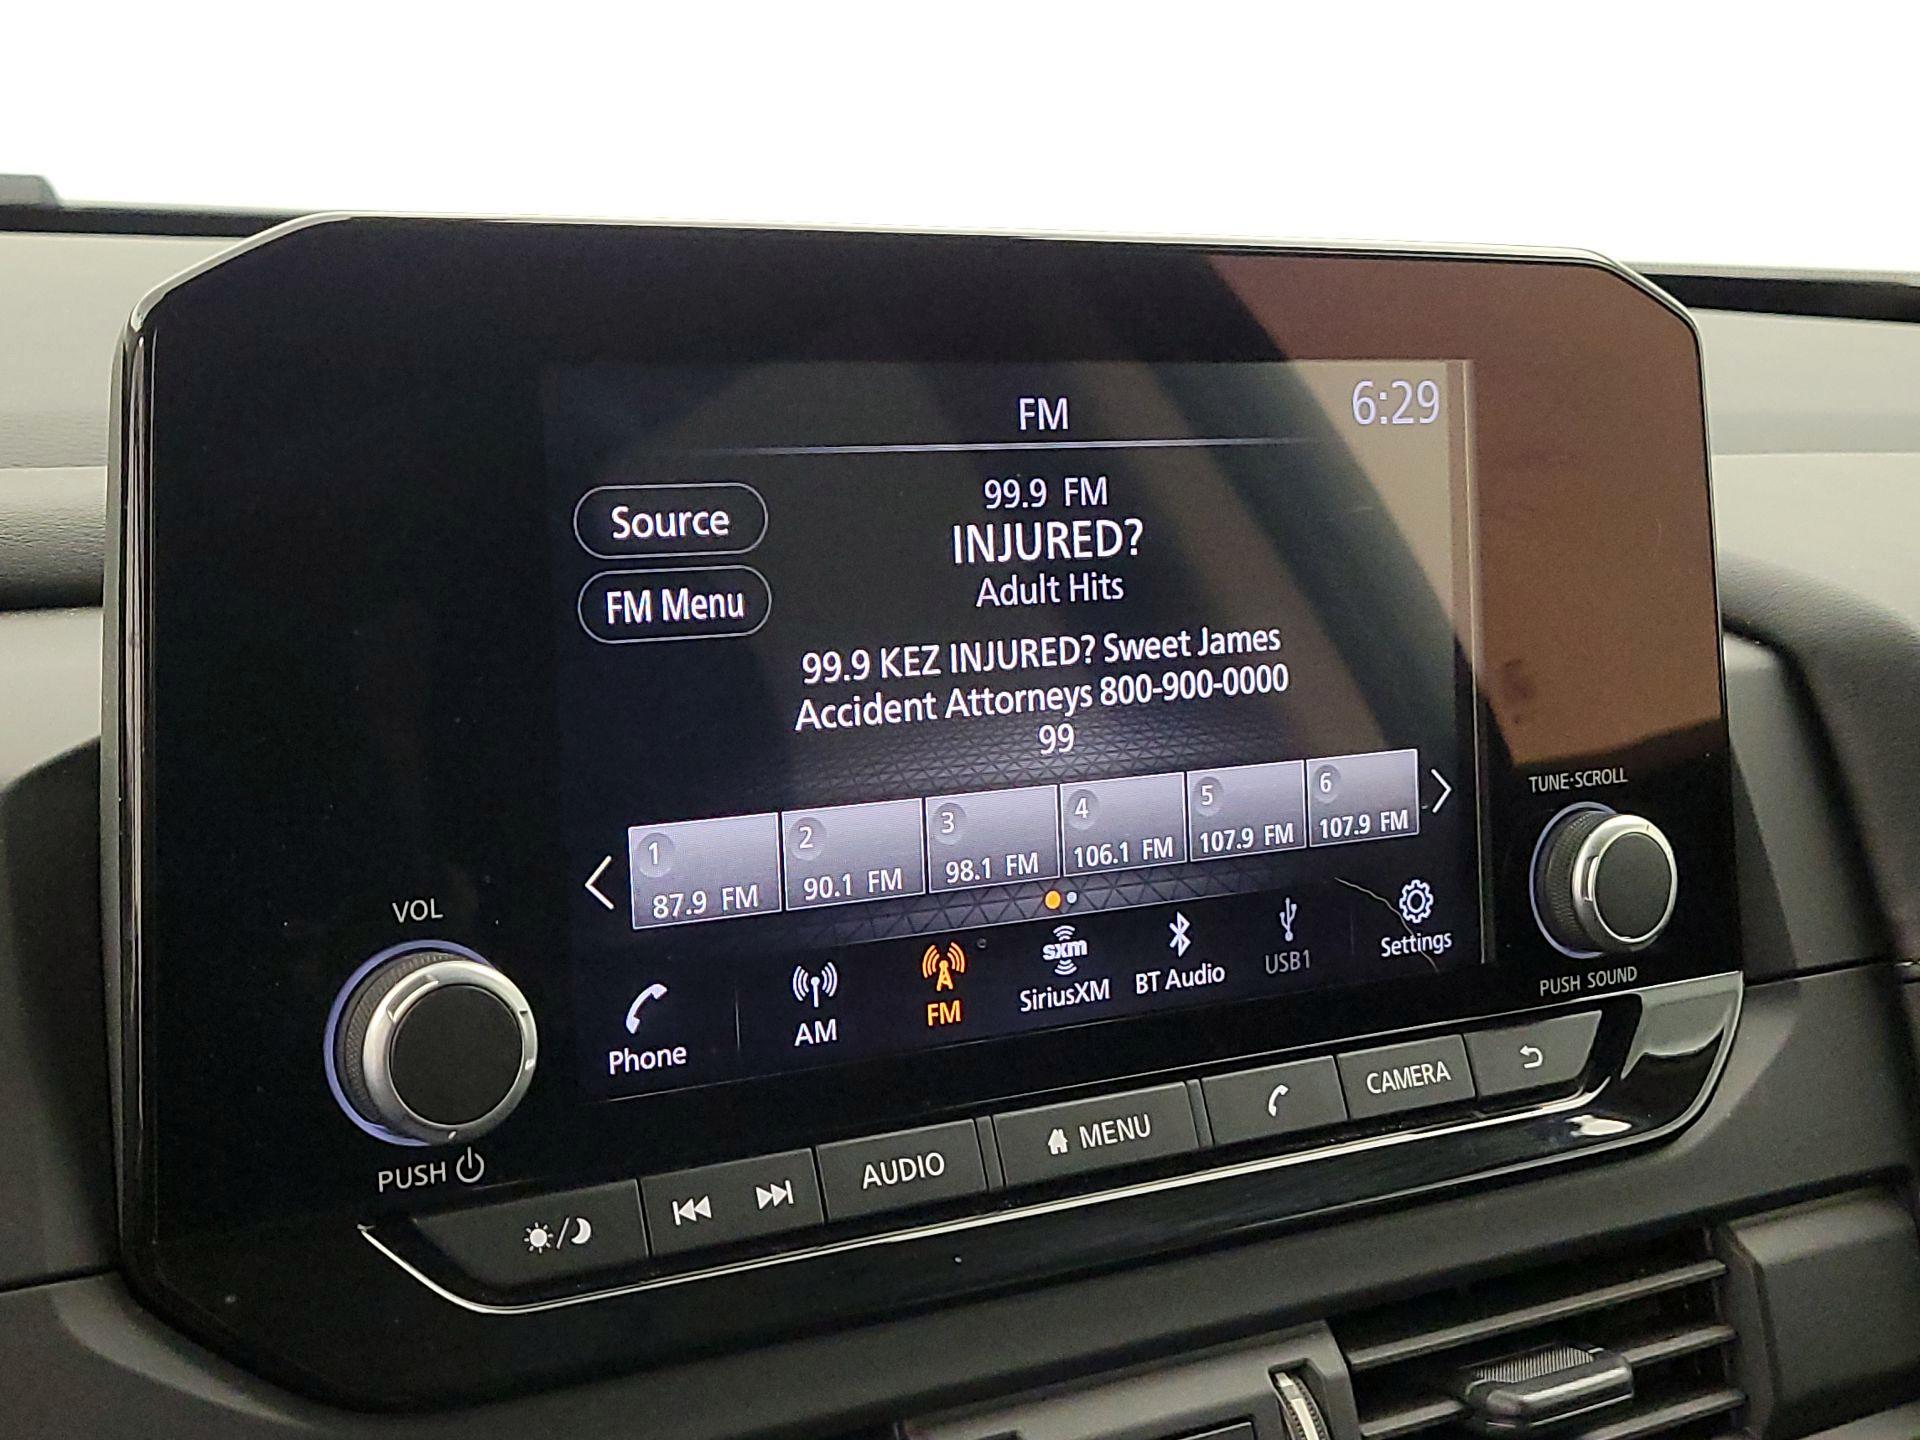 FM
6:29
Source
FM Menu
99.9 FM
INJURED?
Adult Hits
99.9 KEZ INJURED? Sweet James
Accident Attorneys 800-900-0000
99
1
87.9 FM
2
90.1 FM
3
98.1 FM
4
106.1 FM
5
107.9 FM
6
107.9 FM
Phone
AM
FM
sxm
SiriusXM
BT Audio
USB1
Settings
VOL
PUSH
TUNE·SCROLL
PUSH SOUND
AUDIO
MENU
CAMERA